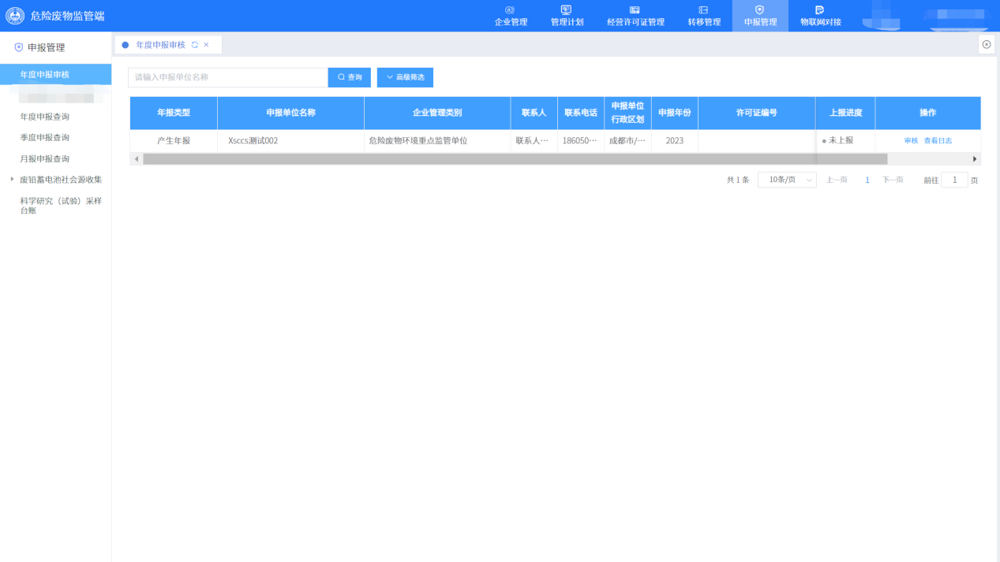 危险废物监管端
企业管理
管理计划
经营许可证管理
转移管理
申报管理
物联网对接
申报管理
年度申报审核
年度申报查询
季度申报查询
月报申报查询
废铅蓄电池社会源收集
科学研究（试验）采样
台账
年度申报审核
请输入申报单位名称
查询
高级筛选
年报类型 申报单位名称 企业管理类别 联系人 联系电话 申报单位 行政区划 申报年份 许可证编号 上报进度 操作
产生年报 Xsccs测试002 危险废物环境重点监管单位 联系人… 186050… 成都市/… 2023 未上报 审核 查看日志
共 1 条 10条/页 上一页 1 下一页 前往 1 页